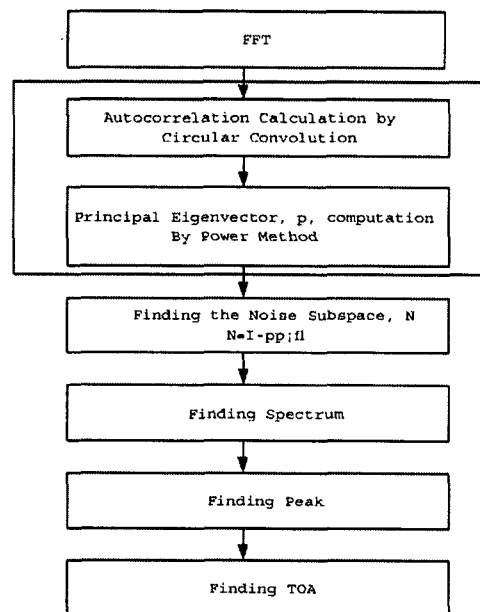 FFT
Autocorrelation Calculation by
Circular Convolution
Principal Eigenvector, p, computation
By Power Method
Finding the Noise Subspace, N
N=I-pp¡fl
Finding Spectrum
Finding Peak
Finding TOA